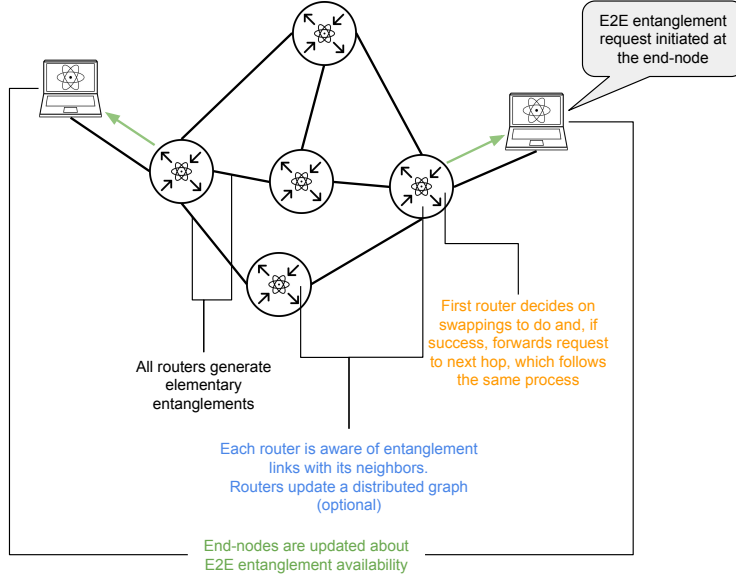 E2E entanglement
request initiated at
the end-node
First router decides on
swappings to do and, if
success, forwards request
to next hop, which follows
the same process
All routers generate
elementary
entanglements
Each router is aware of entanglement
links with its neighbors.
Routers update a distributed graph
(optional)
End-nodes are updated about
E2E entanglement availability